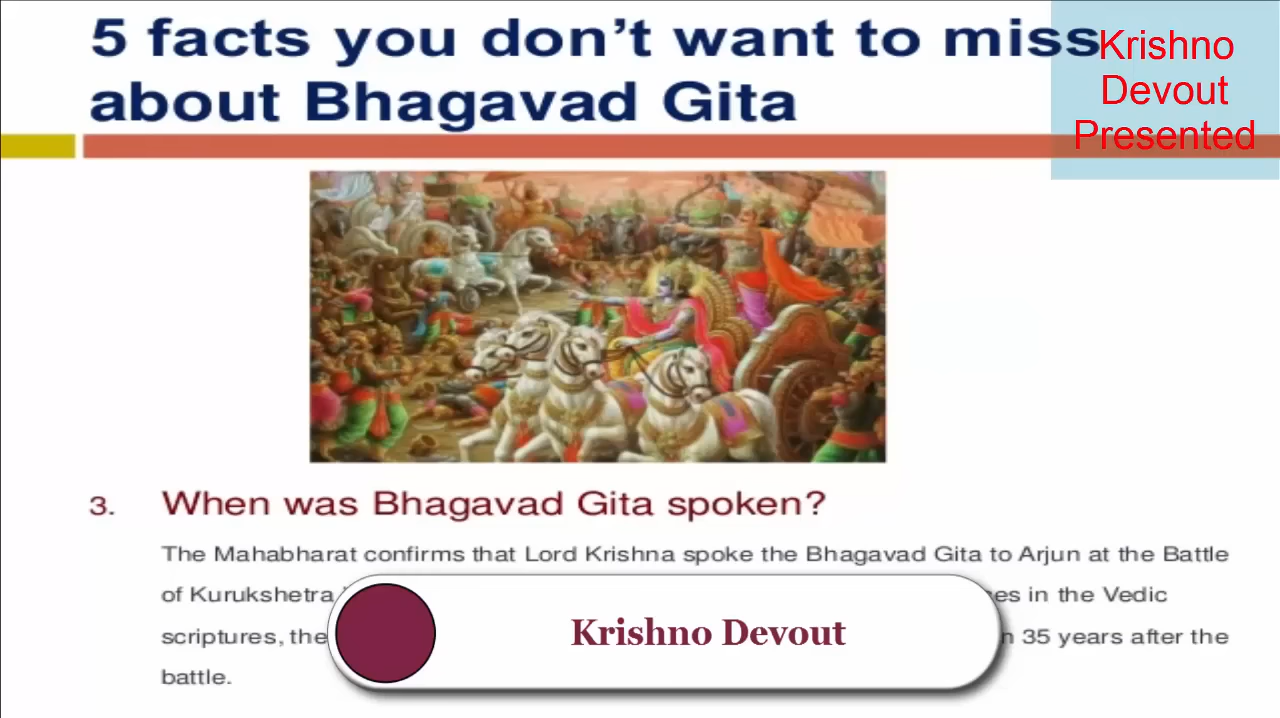 5 facts you don’t want to miss
about Bhagavad Gita
Krishno
Devout
Presented
3. When was Bhagavad Gita spoken?
The Mahabharat confirms that Lord Krishna spoke the Bhagavad Gita to Arjun at the Battle
of Kurukshetra in the Vedic
scriptures, 35 years after the
battle.
Krishno Devout